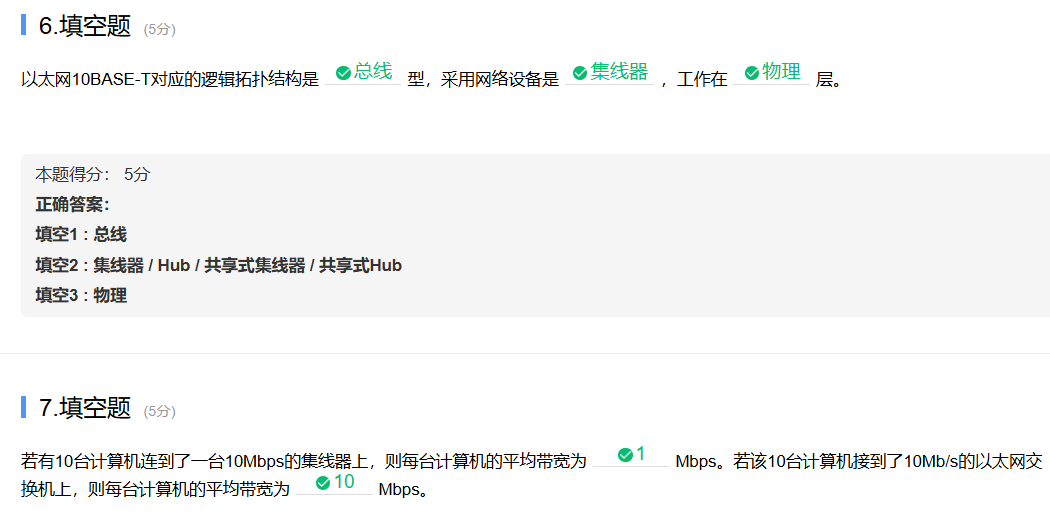 6.填空题 (5分)
以太网10BASE-T对应的逻辑拓扑结构是 总线 型，采用网络设备是 集线器 ，工作在 物理 层。
本题得分： 5分
正确答案：
填空1：总线
填空2：集线器 / Hub / 共享式集线器 / 共享式Hub
填空3：物理
7.填空题 (5分)
若有10台计算机连到了一台10Mbps的集线器上，则每台计算机的平均带宽为 1 Mbps。若该10台计算机接到了10Mb/s的以太网交
换机上，则每台计算机的平均带宽为 10 Mbps。